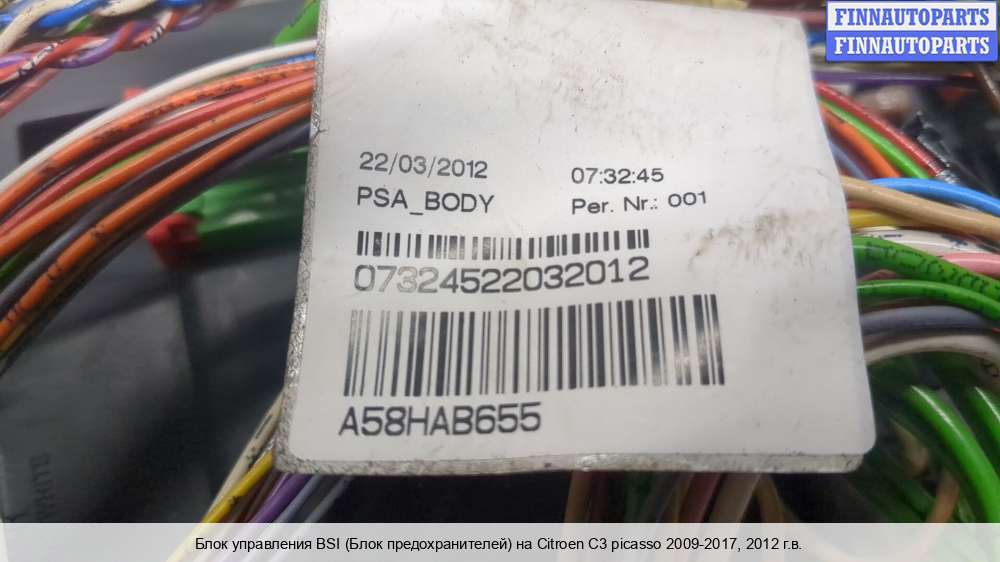 FINNAUTOPARTS
FINNAUTOPARTS
22/03/2012 07:32:45
PSA_BODY Per. Nr.: 001
07324522032012
A58HAB655
Блок управления BSI (Блок предохранителей) на Citroen C3 picasso 2009-2017, 2012 г.в.